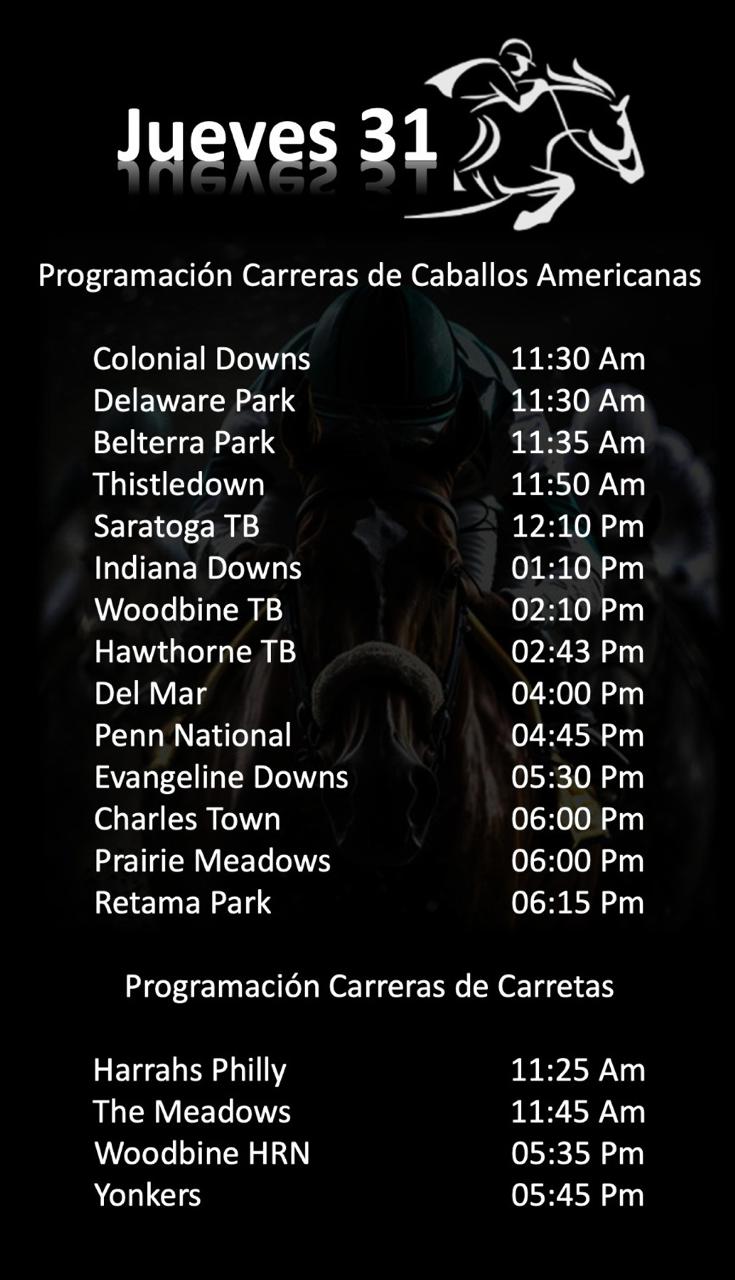 Jueves 31
Programación Carreras de Caballos Americanas
Colonial Downs 11:30 Am
Delaware Park 11:30 Am
Belterra Park 11:35 Am
Thistledown 11:50 Am
Saratoga TB 12:10 Pm
Indiana Downs 01:10 Pm
Woodbine TB 02:10 Pm
Hawthorne TB 02:43 Pm
Del Mar 04:00 Pm
Penn National 04:45 Pm
Evangeline Downs 05:30 Pm
Charles Town 06:00 Pm
Prairie Meadows 06:00 Pm
Retama Park 06:15 Pm
Programación Carreras de Carretas
Harrahs Philly 11:25 Am
The Meadows 11:45 Am
Woodbine HRN 05:35 Pm
Yonkers 05:45 Pm